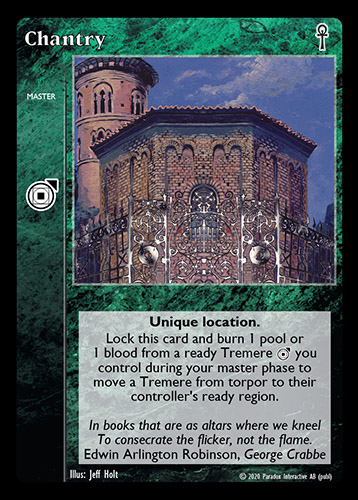 Chantry
MASTER
Unique location.
Lock this card and burn 1 pool or
1 blood from a ready Tremere you
control during your master phase to
move a Tremere from torpor to their
controller's ready region.
In books that are as altars where we kneel
To consecrate the flicker, not the flame.
Edwin Arlington Robinson, George Crabbe
Illus: Jeff Holt
© 2020 Paradox Interactive AB (publ)